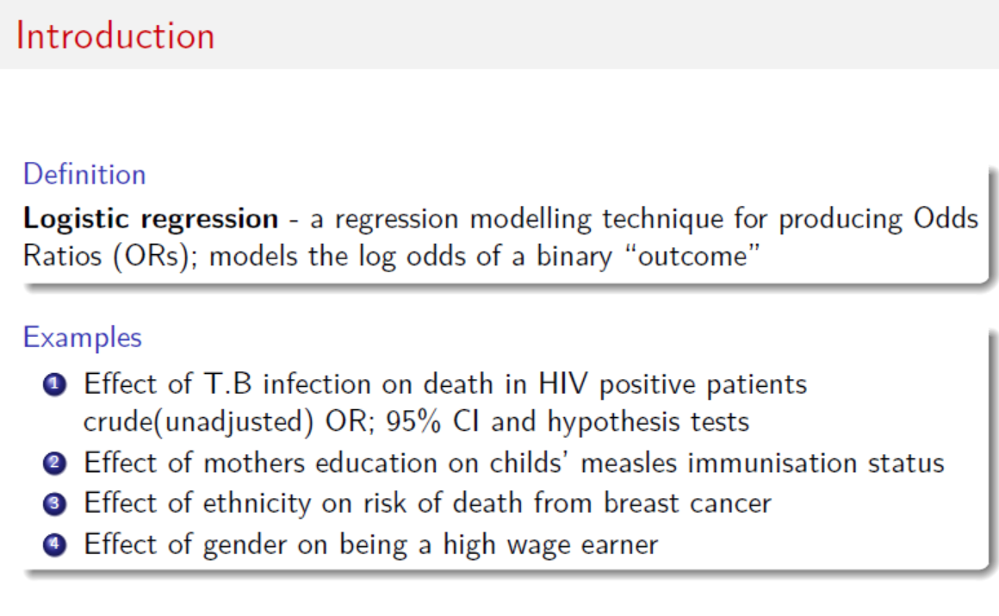 Introduction
Definition
Logistic regression - a regression modelling technique for producing Odds
Ratios (ORs); models the log odds of a binary “outcome”
Examples
1 Effect of T.B infection on death in HIV positive patients
crude(unadjusted) OR; 95% CI and hypothesis tests
2 Effect of mothers education on childs’ measles immunisation status
3 Effect of ethnicity on risk of death from breast cancer
4 Effect of gender on being a high wage earner